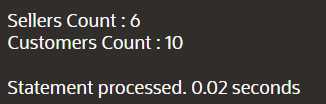 Sellers Count : 6
Customers Count : 10
Statement processed. 0.02 seconds